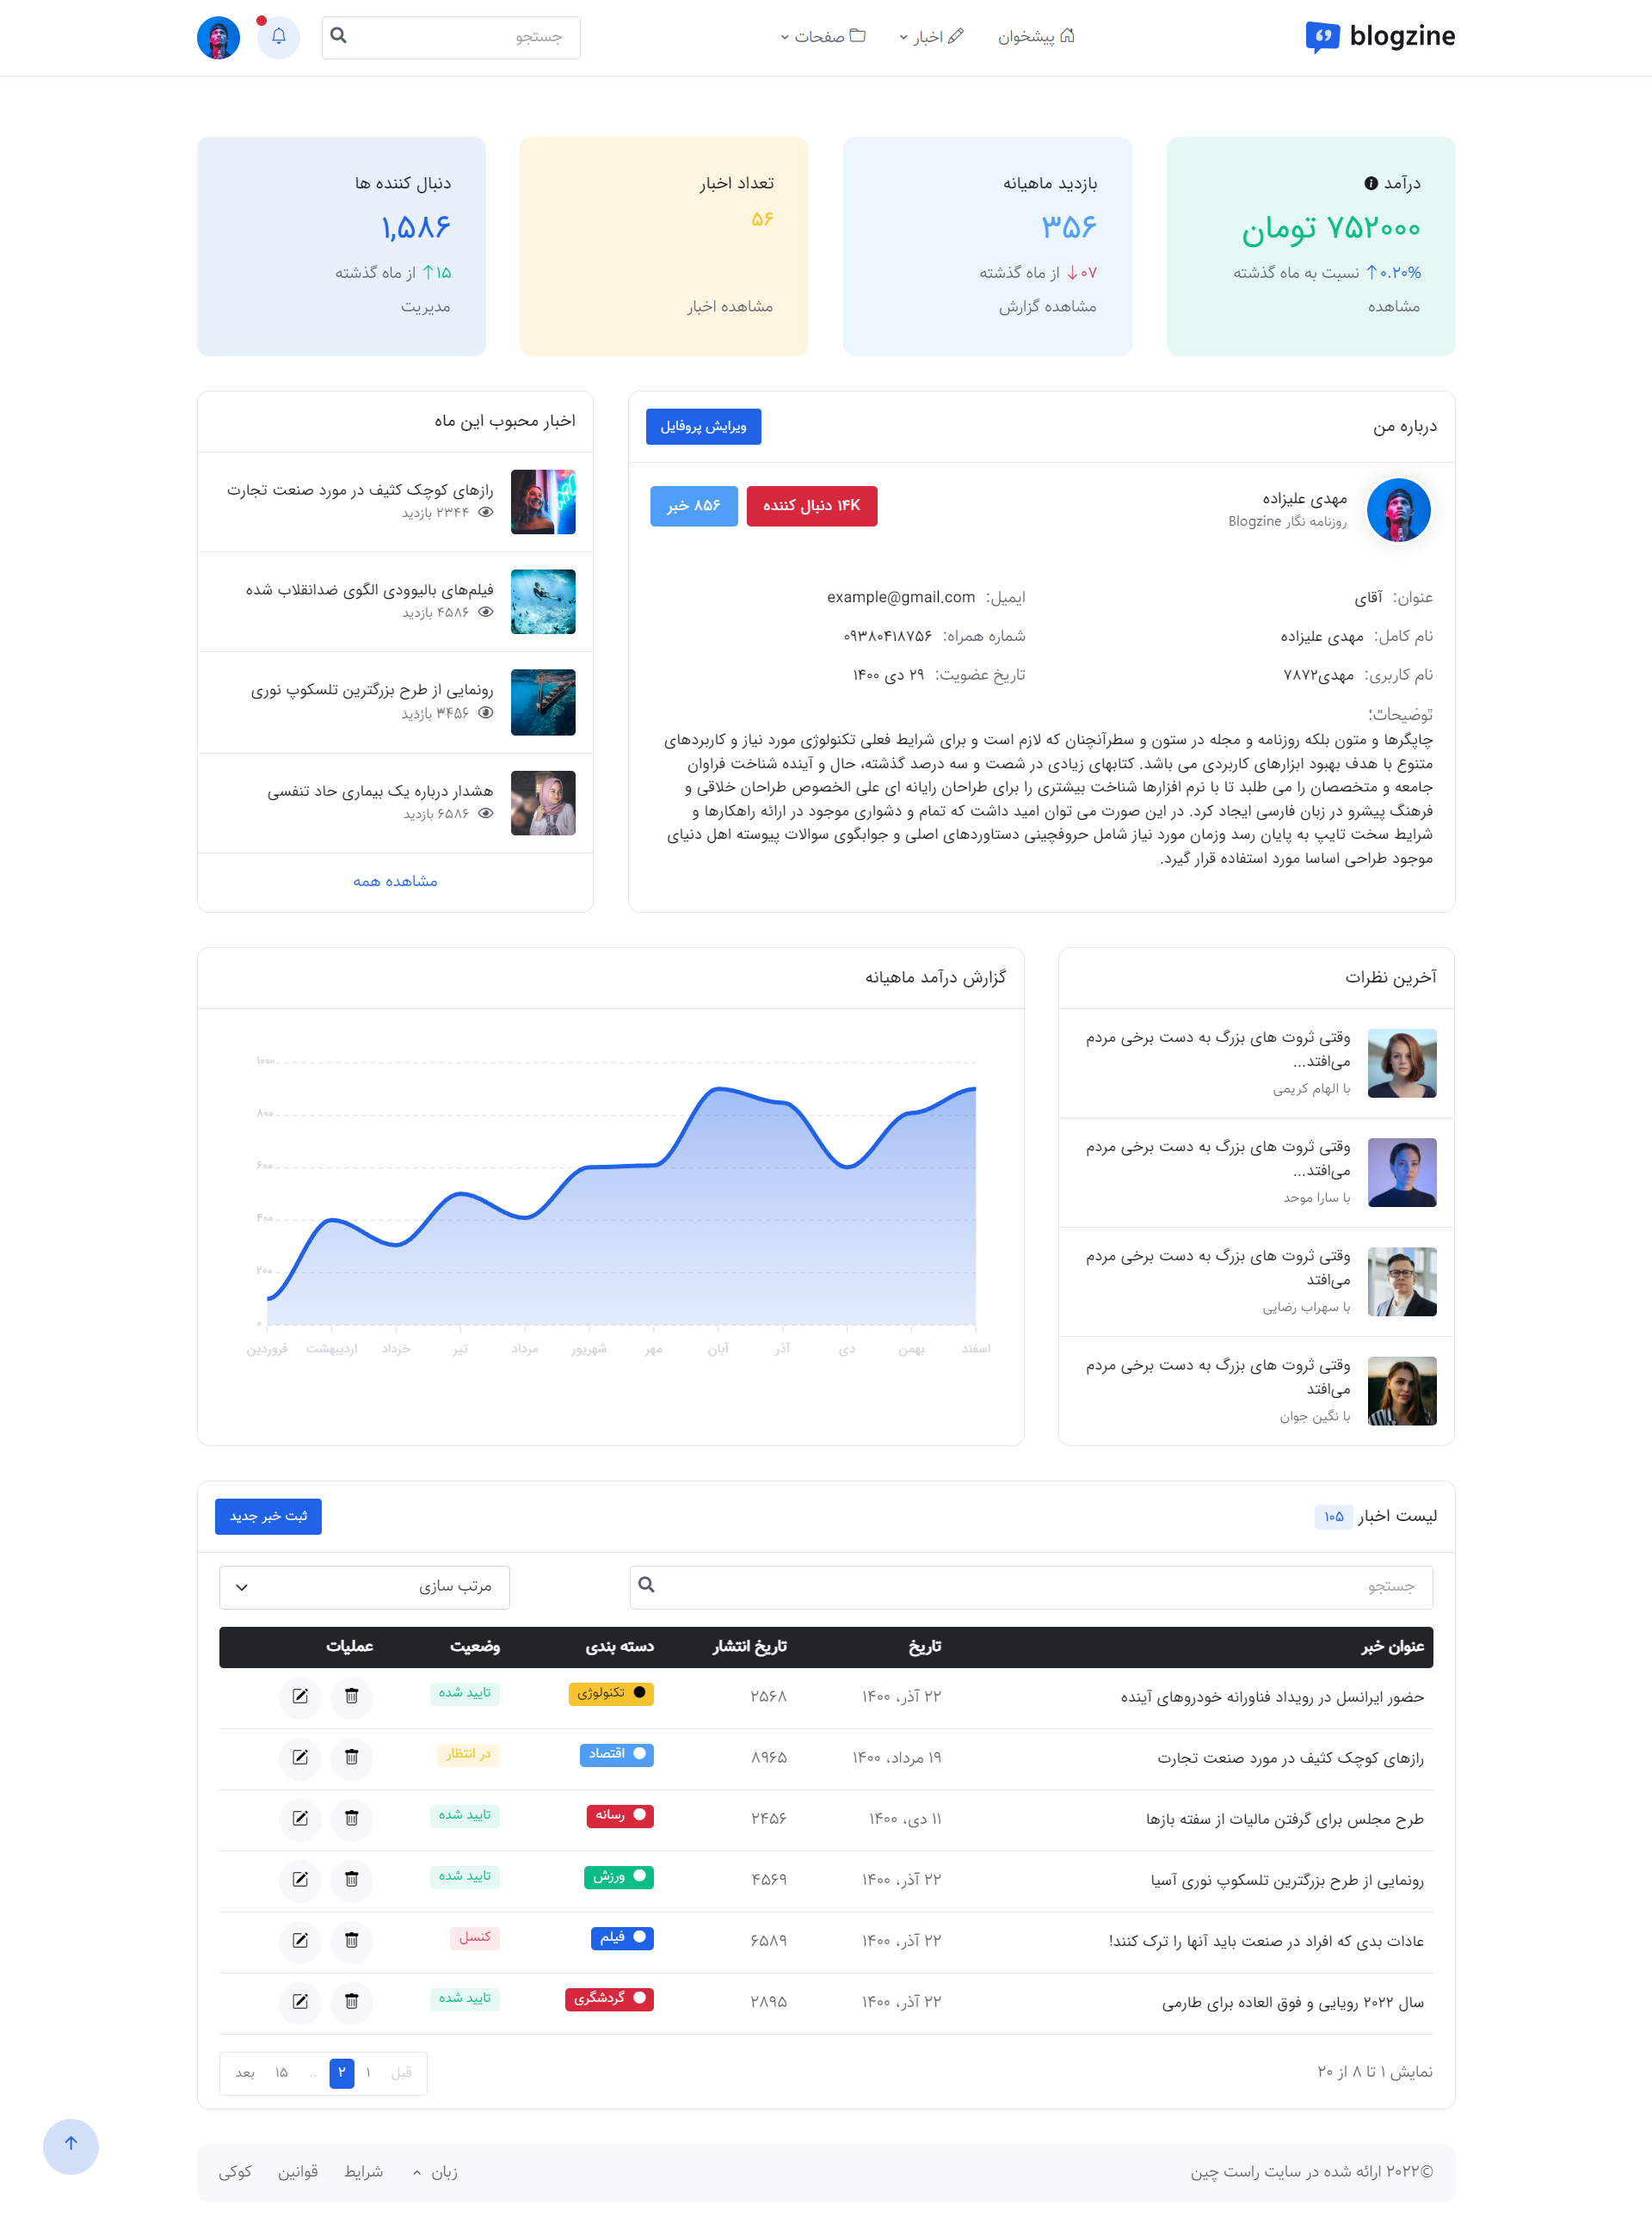 blogzine
پیشخوان
اخبار
صفحات
جستجو
درآمد
۷۵۲۰۰۰ تومان
۰.۲۰% نسبت به ماه گذشته
مشاهده
بازدید ماهیانه
۳۵۶
۰۷ از ماه گذشته
مشاهده گزارش
تعداد اخبار
۵۶
مشاهده اخبار
دنبال کننده ها
۱,۵۸۶
۱۵ از ماه گذشته
مدیریت
درباره من
ویرایش پروفایل
مهدی علیزاده
روزنامه نگار Blogzine
۱۴K دنبال کننده
۸۵۶ خبر
عنوان: آقای
ایمیل: example@gmail.com
نام کامل: مهدی علیزاده
شماره همراه: ۰۹۳۸۰۴۱۸۷۵۶
نام کاربری: مهدی۷۸۷۲
تاریخ عضویت: ۲۹ دی ۱۴۰۰
توضیحات:
چاپگرها و متون بلکه روزنامه و مجله در ستون و سطرآنچنان که لازم است و برای شرایط فعلی تکنولوژی مورد نیاز و کاربردهای
متنوع با هدف بهبود ابزارهای کاربردی می باشد. کتابهای زیادی در شصت و سه درصد گذشته، حال و آینده شناخت فراوان
جامعه و متخصصان را می طلبد تا با نرم افزارها شناخت بیشتری را برای طراحان رایانه ای علی الخصوص طراحان خلاقی و
فرهنگ پیشرو در زبان فارسی ایجاد کرد. در این صورت می توان امید داشت که تمام و دشواری موجود در ارائه راهکارها و
شرایط سخت تایپ به پایان رسد وزمان مورد نیاز شامل حروفچینی دستاوردهای اصلی و جوابگوی سوالات پیوسته اهل دنیای
موجود طراحی اساسا مورد استفاده قرار گیرد.
اخبار محبوب این ماه
رازهای کوچک کثیف در مورد صنعت تجارت
۲۳۴۴ بازدید
فیلم‌های بالیوودی الگوی ضدانقلاب شده
۴۵۸۶ بازدید
رونمایی از طرح بزرگترین تلسکوپ نوری
۳۴۵۶ بازدید
هشدار درباره یک بیماری حاد تنفسی
۶۵۸۶ بازدید
مشاهده همه
آخرین نظرات
وقتی ثروت های بزرگ به دست برخی مردم
می‌افتد...
با الهام کریمی
وقتی ثروت های بزرگ به دست برخی مردم
می‌افتد...
با سارا موحد
وقتی ثروت های بزرگ به دست برخی مردم
می‌افتد
با سهراب رضایی
وقتی ثروت های بزرگ به دست برخی مردم
می‌افتد
با نگین جوان
گزارش درآمد ماهیانه
۱۰۰۰
۸۰۰
۶۰۰
۴۰۰
۲۰۰
۰
فروردین اردیبهشت خرداد تیر مرداد شهریور مهر آبان آذر دی بهمن اسفند
لیست اخبار ۱۰۵
ثبت خبر جدید
جستجو
مرتب سازی
عنوان خبر تاریخ تاریخ انتشار دسته بندی وضعیت عملیات
حضور ایرانسل در رویداد فناورانه خودروهای آینده ۲۲ آذر، ۱۴۰۰ ۲۵۶۸ تکنولوژی تایید شده
رازهای کوچک کثیف در مورد صنعت تجارت ۱۹ مرداد، ۱۴۰۰ ۸۹۶۵ اقتصاد در انتظار
طرح مجلس برای گرفتن مالیات از سفته بازها ۱۱ دی، ۱۴۰۰ ۲۴۵۶ رسانه تایید شده
رونمایی از طرح بزرگترین تلسکوپ نوری آسیا ۲۲ آذر، ۱۴۰۰ ۴۵۶۹ ورزش تایید شده
عادات بدی که افراد در صنعت باید آنها را ترک کنند! ۲۲ آذر، ۱۴۰۰ ۶۵۸۹ فیلم کنسل
سال ۲۰۲۲ رویایی و فوق العاده برای طارمی ۲۲ آذر، ۱۴۰۰ ۲۸۹۵ گردشگری تایید شده
نمایش ۱ تا ۸ از ۲۰
قبل ۱ ۲ .. ۱۵ بعد
©۲۰۲۲ ارائه شده در سایت راست چین
زبان شرایط قوانین کوکی